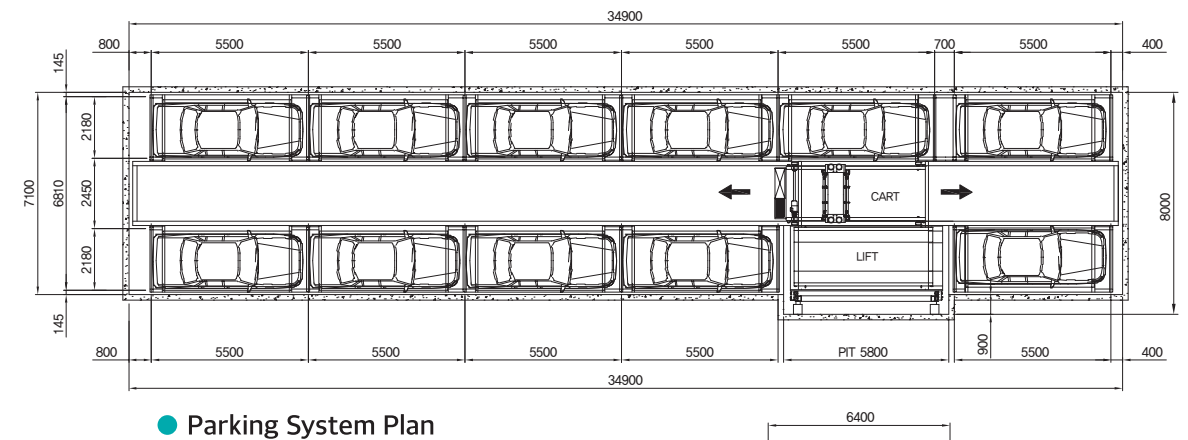 34900
800 5500 5500 5500 5500 5500 700 5500 400
145
2180
7100 6810 2450 CART 8000
2180 LIFT
145
900
800 5500 5500 5500 5500 PIT 5800 5500 400
34900
Parking System Plan
6400